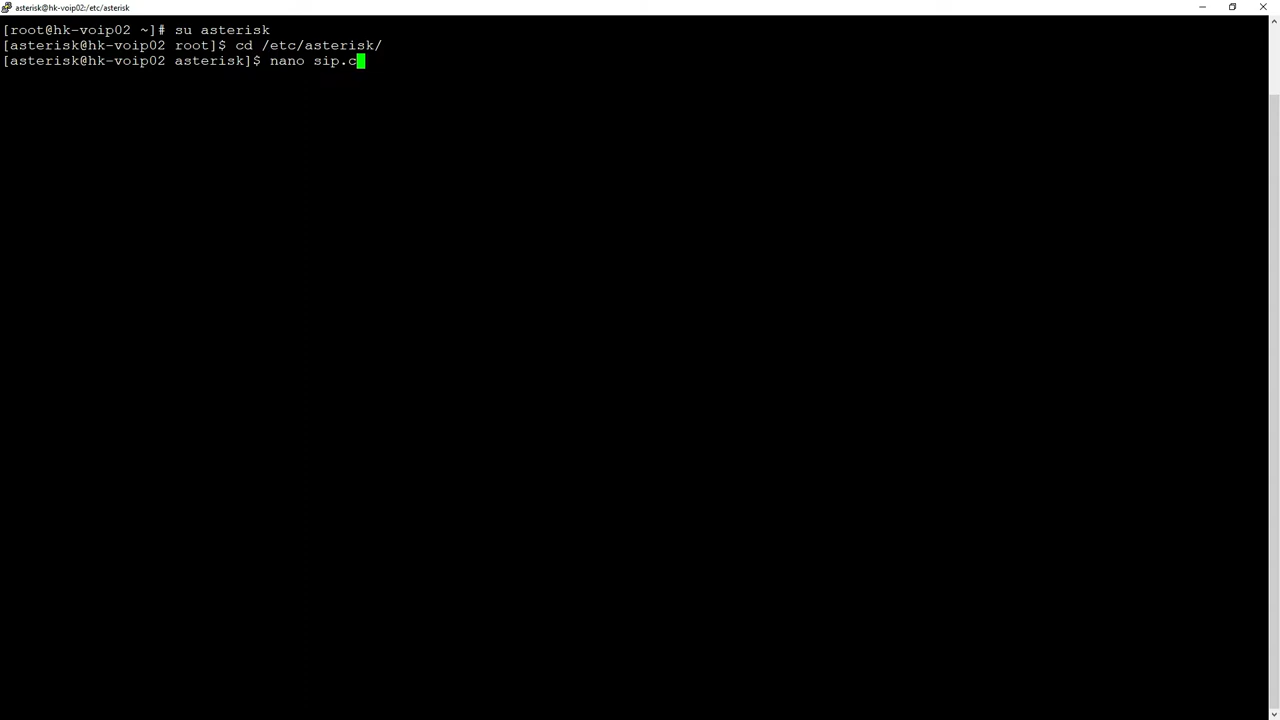 asterisk@hk-voip02:/etc/asterisk
[root@hk-voip02 ~]# su asterisk
[asterisk@hk-voip02 root]$ cd /etc/asterisk/
[asterisk@hk-voip02 asterisk]$ nano sip.c